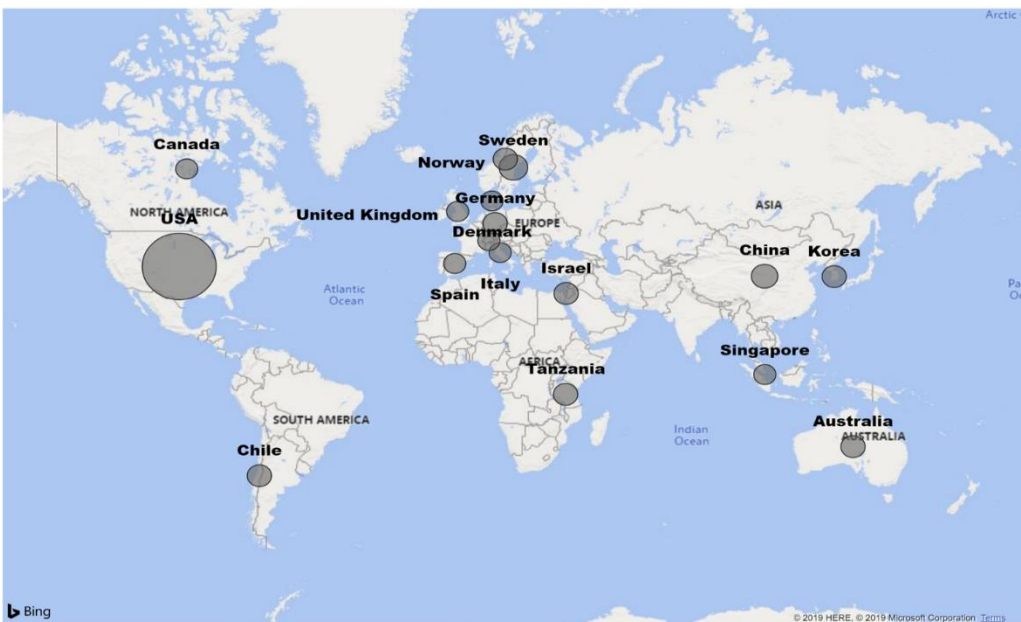 Arctic
Canada
Sweden
Norway
Germany
NORTH AMERICA
USA
United Kingdom
ASIA
EUROPE
Denmark
China
Korea
Israel
Italy
Spain
Atlantic
Ocean
Singapore
AFRICA
Tanzania
SOUTH AMERICA
Indian
Ocean
Australia
AUSTRALIA
Chile
Bing
© 2019 HERE, © 2019 Microsoft Corporation Terms